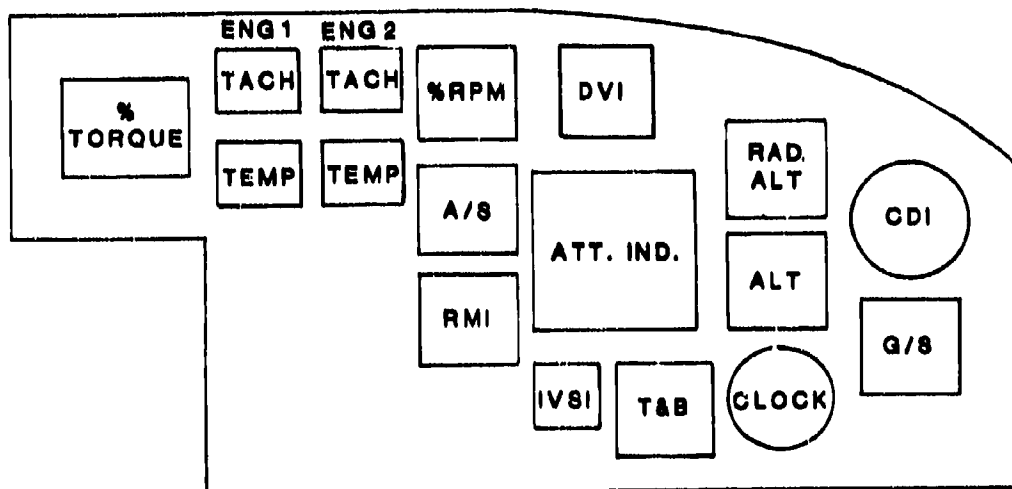 ENG 1
ENG 2
TACH
TACH
%RPM
DVI
%
TORQUE
TEMP
TEMP
RAD.
ALT
A/S
CDI
ATT. IND.
ALT
RMI
G/S
IVSI
T&B
CLOCK